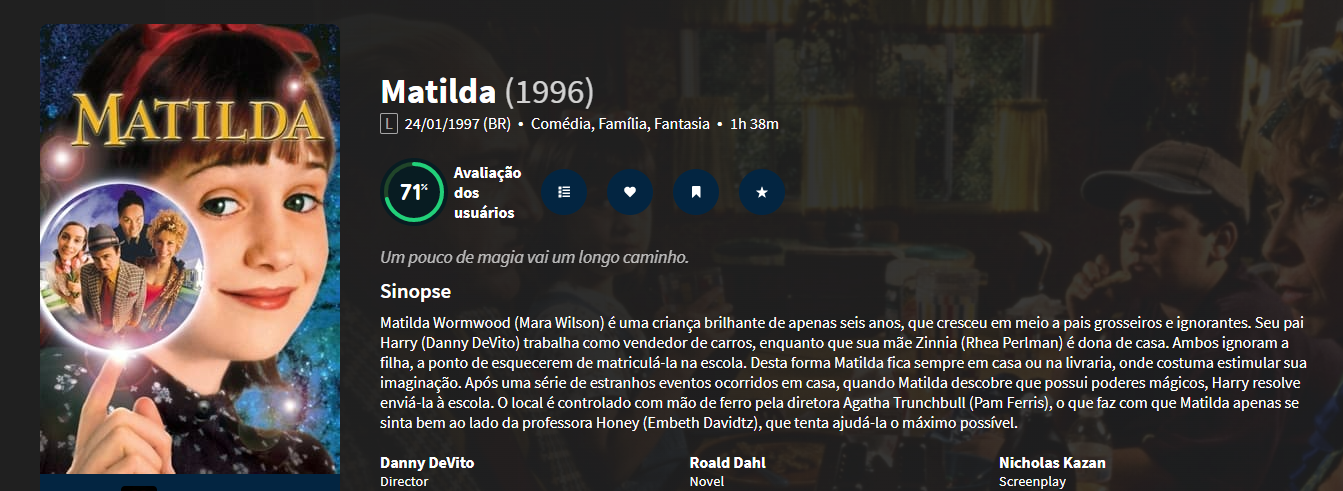 MATILDA
Matilda (1996)
L 24/01/1997 (BR) • Comédia, Família, Fantasia • 1h 38m
71% Avaliação
dos
usuários
Um pouco de magia vai um longo caminho.
Sinopse
Matilda Wormwood (Mara Wilson) é uma criança brilhante de apenas seis anos, que cresceu em meio a pais grosseiros e ignorantes. Seu pai
Harry (Danny DeVito) trabalha como vendedor de carros, enquanto que sua mãe Zinnia (Rhea Perlman) é dona de casa. Ambos ignoram a
filha, a ponto de esquecerem de matriculá-la na escola. Desta forma Matilda fica sempre em casa ou na livraria, onde costuma estimular sua
imaginação. Após uma série de estranhos eventos ocorridos em casa, quando Matilda descobre que possui poderes mágicos, Harry resolve
enviá-la à escola. O local é controlado com mão de ferro pela diretora Agatha Trunchbull (Pam Ferris), o que faz com que Matilda apenas se
sinta bem ao lado da professora Honey (Embeth Davidtz), que tenta ajudá-la o máximo possível.
Danny DeVito Roald Dahl Nicholas Kazan
Director Novel Screenplay